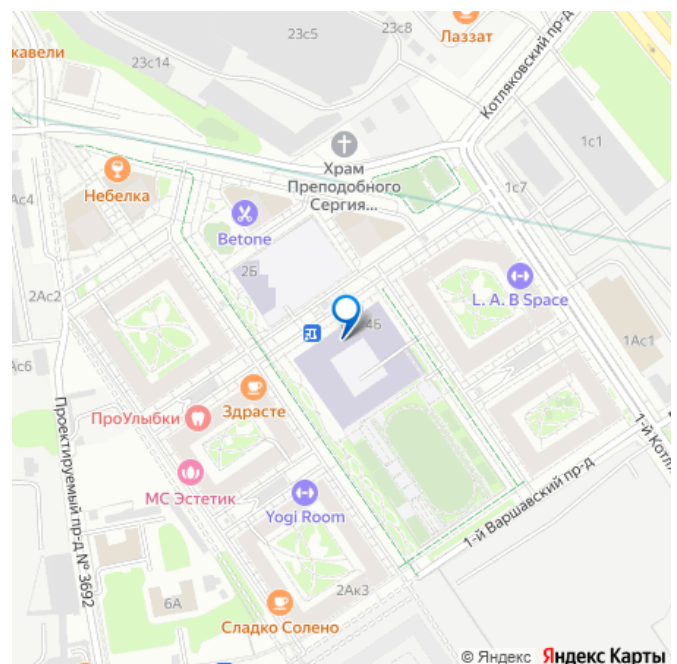 23с5
23с8
Лаззат
кавели
23с14
Котляковский пр-д
1с1
Храм
Преподобного
Сергия...
Небелка
1с7
Ас4
Betone
2Б
L. A. B Space
2Ас2
4Б
1Ас1
Ас6
Здрасте
ПроУлыбки
1-й Котл
Проектируемый пр-д № 3692
МС Эстетик
1-й Варшавский пр-д
Yogi Room
2Ак3
6А
Сладко Солено
© Яндекс Яндекс Карты